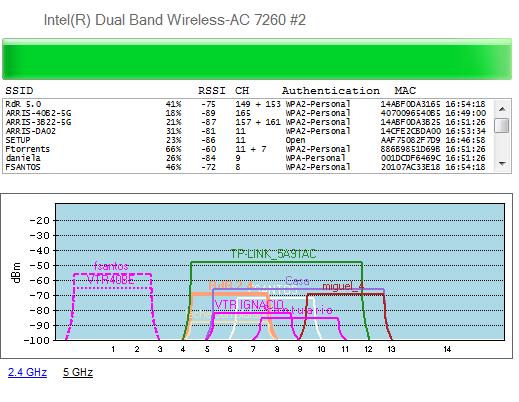 Intel(R) Dual Band Wireless-AC 7260 #2
SSID RSSI CH Authentication MAC
RdR 5.0 41% -75 149 + 153 WPA2-Personal 14ABF0DA3165 16:54:18
ARRIS-40B2-5G 18% -89 165 WPA2-Personal 4070096540B5 16:49:00
ARRIS-3B22-5G 21% -87 157 + 161 WPA2-Personal 14ABF0DA3B25 16:51:26
ARRIS-DA02 31% -81 11 WPA2-Personal 14CFE2CBDA00 16:53:34
SETUP 23% -86 11 Open AAF75082F7D9 16:46:58
Ftorrents 66% -60 11 + 7 WPA2-Personal 886B9851D69B 16:51:26
daniela 26% -84 9 WPA-Personal 001DCDF6469C 16:51:26
FSANTOS 46% -72 8 WPA2-Personal 20107AC33E18 16:54:18
dBm
-20
-30
-40
-50
-60
-70
-80
-90
-100
TP-LINK_5A91AC
fsantos
VTR40BE
RdR 2.4
Casa
miguel_4
VTR IGNACIO
1 2 3 4 5 6 7 8 9 10 11 12 13 14
2.4 GHz 5 GHz